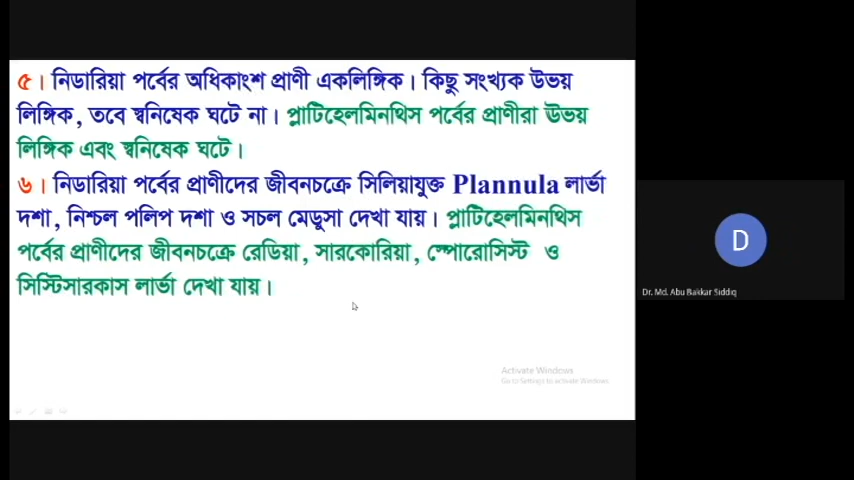 ৫। নিডারিয়া পর্বের অধিকাংশ প্রাণী একলিঙ্গিক। কিছু সংখ্যক উভয়
লিঙ্গিক, তবে স্বনিষেক ঘটে না। প্লাটিহেলমিনথিস পর্বের প্রাণীরা ঊভয়
লিঙ্গিক এবং স্বনিষেক ঘটে।
৬। নিডারিয়া পর্বের প্রাণীদের জীবনচক্রে সিলিয়াযুক্ত Plannula লার্ভা
দশা, নিশ্চল পলিপ দশা ও সচল মেডুসা দেখা যায়। প্লাটিহেলমিনথিস
পর্বের প্রাণীদের জীবনচক্রে রেডিয়া, সারকোরিয়া, স্পোরোসিস্ট ও
সিস্টিসারকাস লার্ভা দেখা যায়।
Activate Windows
Go to Settings to activate Windows.
D
Dr. Md. Abu Bakkar Siddiq